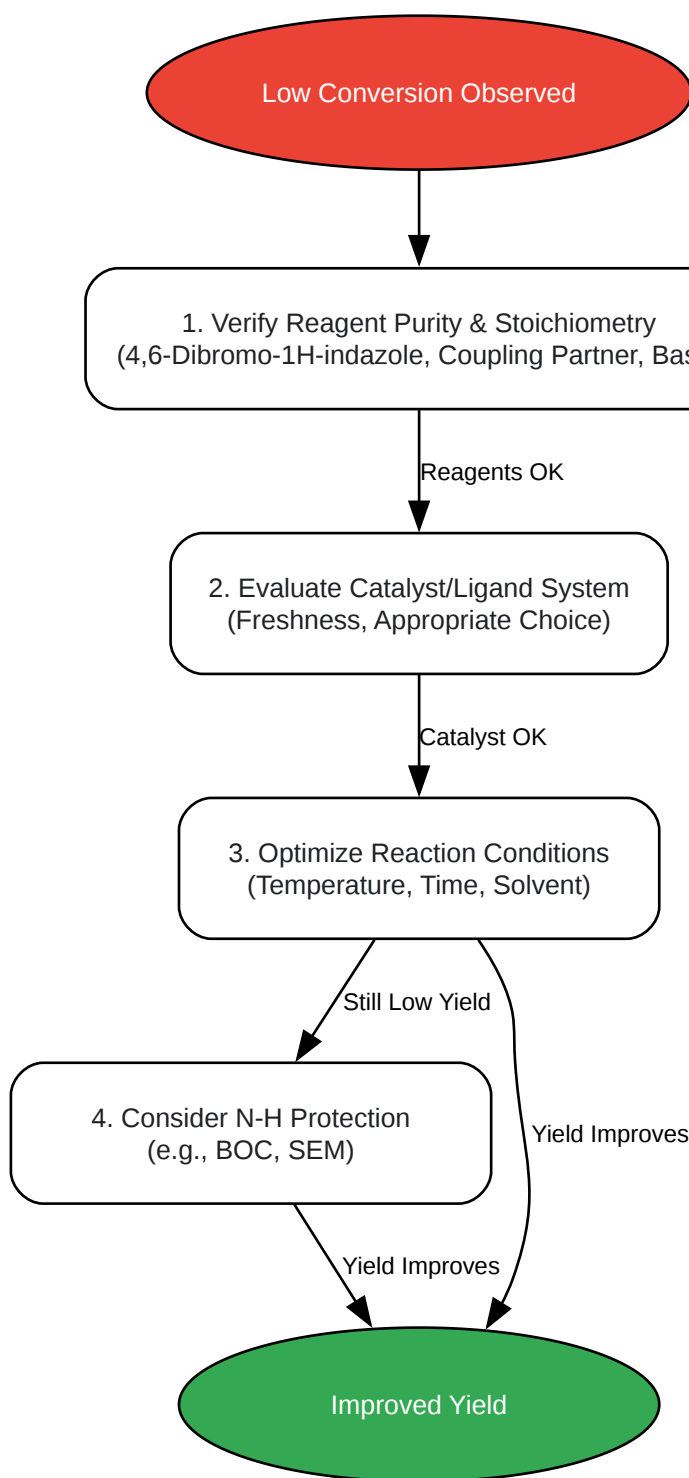 Low Conversion Observed
1. Verify Reagent Purity & Stoichiometry
(4,6-Dibromo-1H-indazole, Coupling Partner, Bas
Reagents OK
2. Evaluate Catalyst/Ligand System
(Freshness, Appropriate Choice)
Catalyst OK
3. Optimize Reaction Conditions
(Temperature, Time, Solvent)
Still Low Yield
4. Consider N-H Protection
(e.g., BOC, SEM)
Yield Improves
Yield Improves
Improved Yield